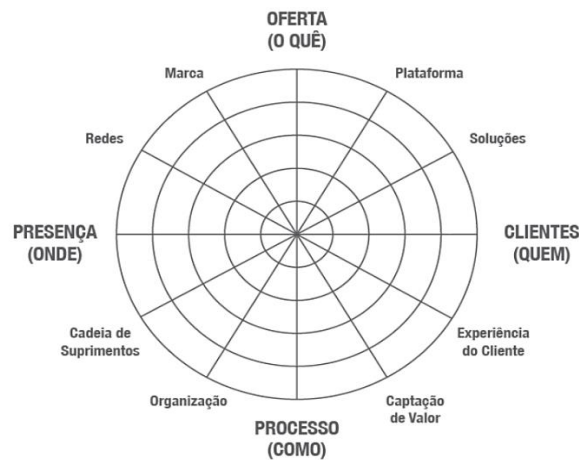 OFERTA
(O QUÊ)
Marca
Plataforma
Redes
Soluções
PRESENÇA
(ONDE)
CLIENTES
(QUEM)
Cadeia de
Suprimentos
Experiência
do Cliente
Organização
Captação
de Valor
PROCESSO
(COMO)